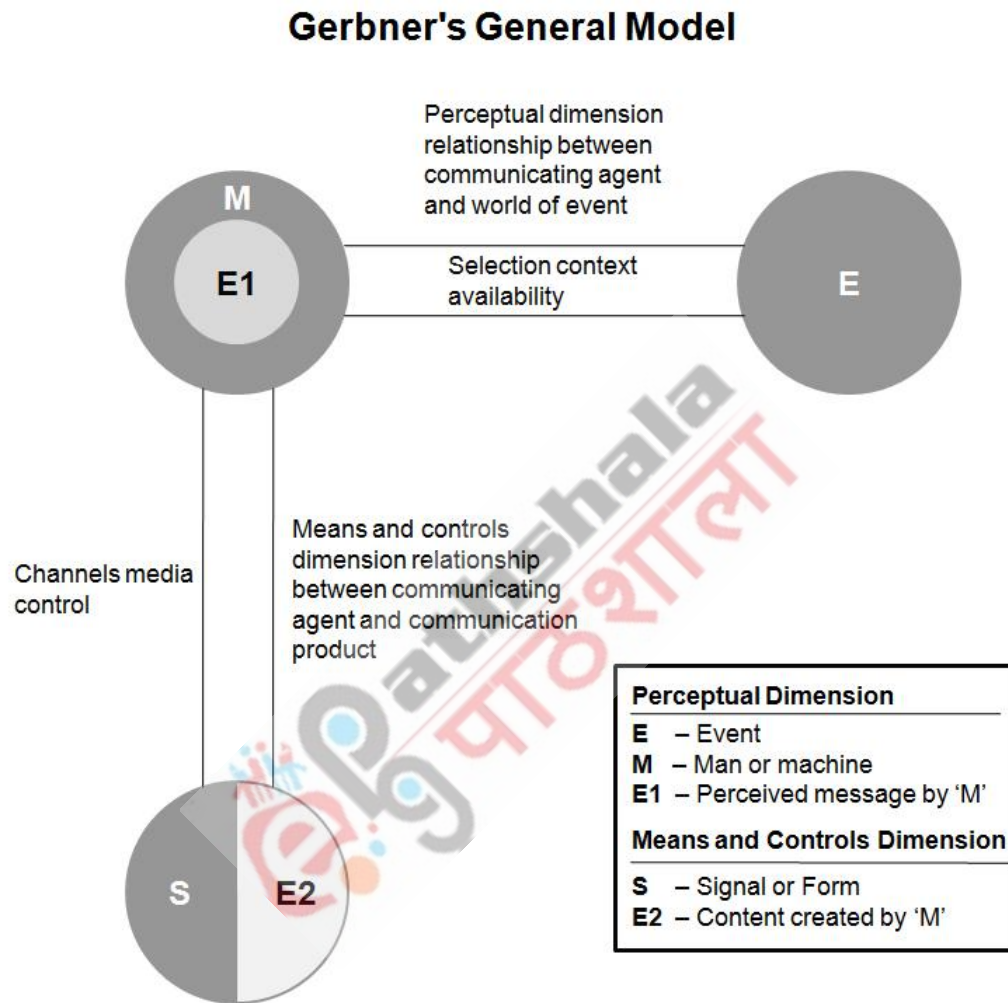 Gerbner's General Model
Perceptual dimension
relationship between
communicating agent
and world of event
M
E1
Selection context
availability
E
Channels media
control
Means and controls
dimension relationship
between communicating
agent and communication
product
S
E2
Perceptual Dimension
E – Event
M – Man or machine
E1 – Perceived message by ‘M’
Means and Controls Dimension
S – Signal or Form
E2 – Content created by ‘M’
ePG athshala
पाठशाला